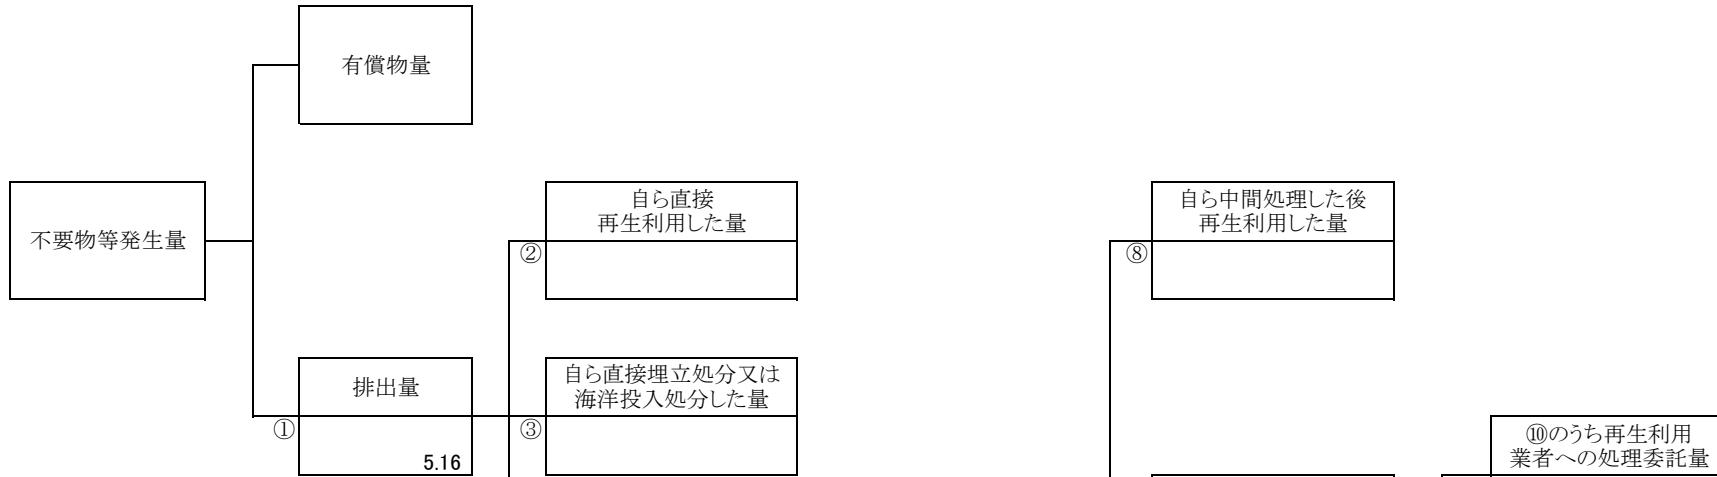 有償物量
不要物等発生量
自ら直接
再生利用した量
②
自ら中間処理した後
再生利用した量
⑧
排出量
①
5.16
自ら直接埋立処分又は
海洋投入処分した量
③
⑩のうち再生利用
業者への処理委託量